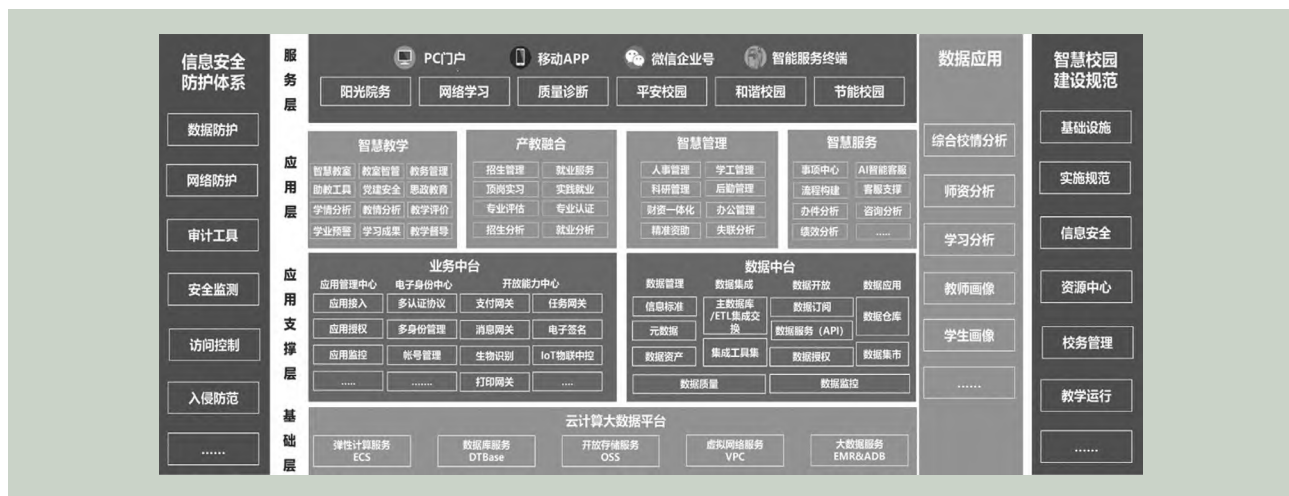 信息安全
防护体系
数据防护
网络防护
审计工具
安全监测
访问控制
入侵防范
......
服务层
PC门户 移动APP 微信企业号 智能服务终端
阳光院务 网络学习 质量诊断 平安校园 和谐校园 节能校园
应用层
智慧教学
智慧教室 教室智管 教务管理
助教工具 党建安全 思政教育
学情分析 教情分析 教学评价
学业预警 学习成果 教学督导
产教融合
招生管理 就业服务
顶岗实习 实践就业
专业评估 专业认证
招生分析 就业分析
智慧管理
人事管理 学工管理
科研管理 后勤管理
财资一体化 办公管理
精准资助 失联分析
智慧服务
事项中心 AI智能客服
流程构建 客服支撑
办件分析 咨询分析
绩效分析 .....
应用支撑层
业务中台
应用管理中心 电子身份中心 开放能力中心
应用接入 多认证协议 支付网关 任务网关
应用授权 多身份管理 消息网关 电子签名
应用监控 帐号管理 生物识别 IoT物联中控
..... ....... 打印网关 ....
数据中台
数据管理 数据集成 数据开放 数据应用
信息标准
元数据
数据资产
主数据库
/ETL集成交
换
集成工具集
数据订阅
数据服务（API）
数据授权
数据仓库
数据集市
数据质量 数据监控
基础层
云计算大数据平台
弹性计算服务
ECS
数据库服务
DTBase
开放存储服务
OSS
虚拟网络服务
VPC
大数据服务
EMR&ADB
数据应用
综合校情分析
师资分析
学习分析
教师画像
学生画像
......
智慧校园
建设规范
基础设施
实施规范
信息安全
资源中心
校务管理
教学运行
......